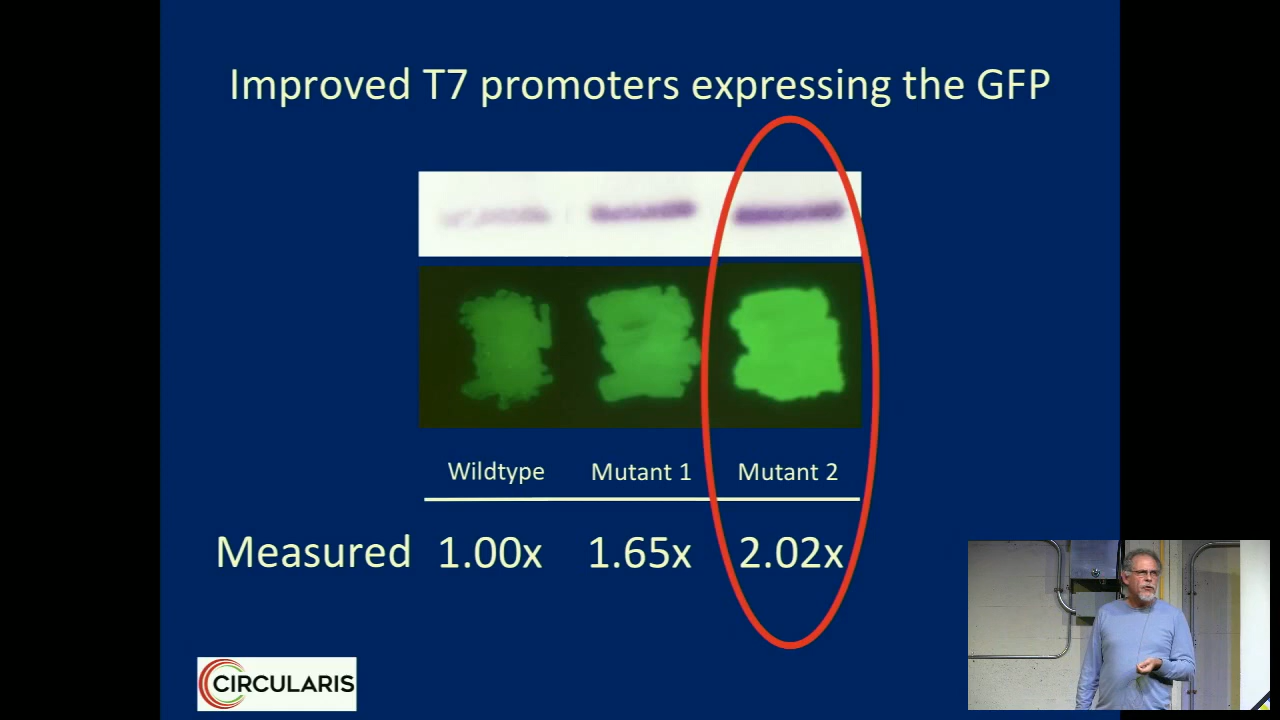 Improved T7 promoters expressing the GFP
Wildtype Mutant 1 Mutant 2
Measured 1.00x 1.65x 2.02x
CIRCULARIS